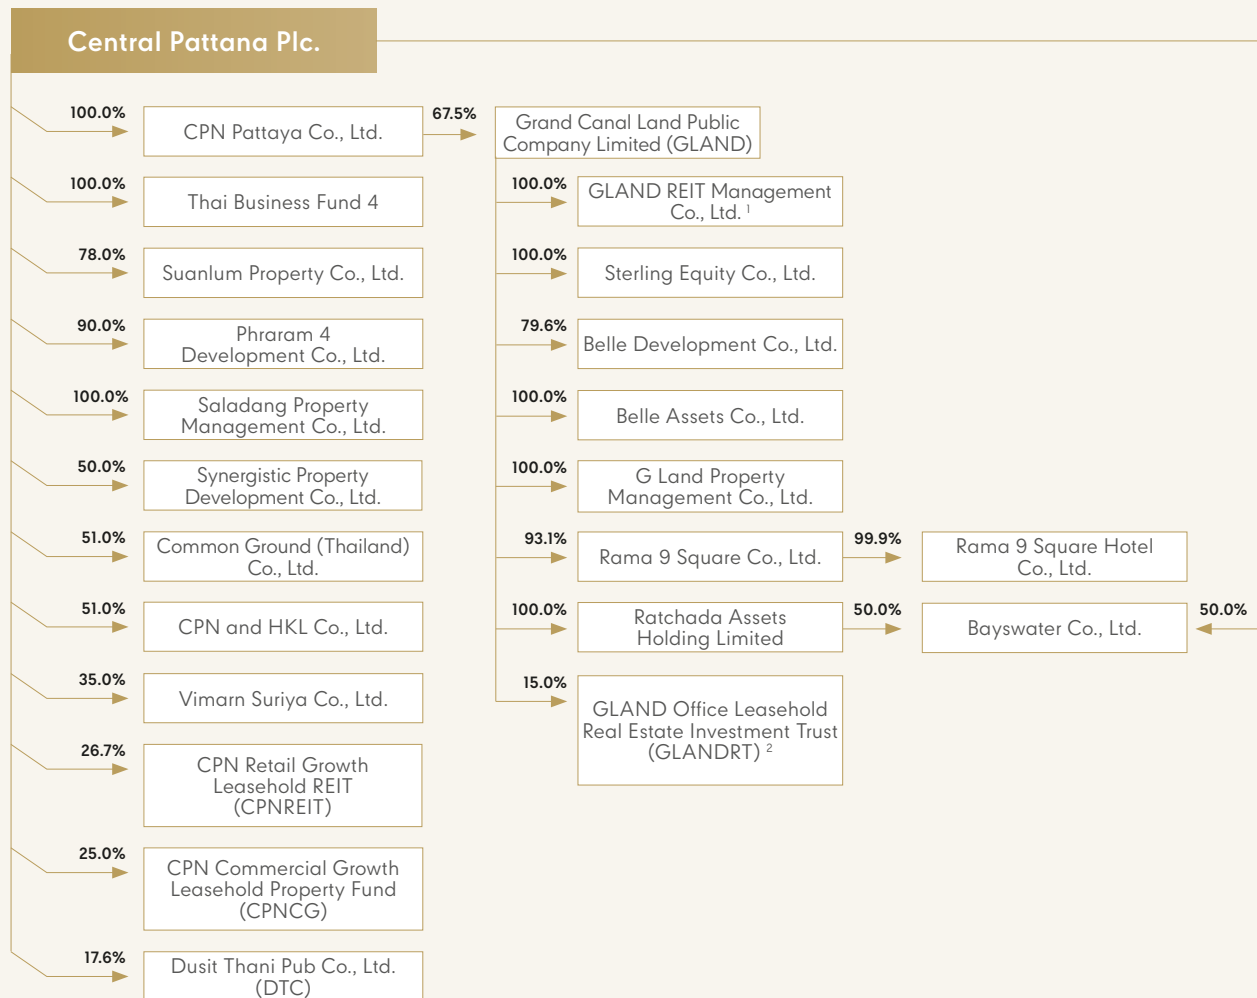 Central Pattana Plc.
100.0%
CPN Pattaya Co., Ltd.
67.5%
Grand Canal Land Public
Company Limited (GLAND)
100.0%
Thai Business Fund 4
100.0%
GLAND REIT Management
Co., Ltd. ¹
78.0%
Suanlum Property Co., Ltd.
100.0%
Sterling Equity Co., Ltd.
90.0%
Phraram 4
Development Co., Ltd.
79.6%
Belle Development Co., Ltd.
100.0%
Saladang Property
Management Co., Ltd.
100.0%
Belle Assets Co., Ltd.
50.0%
Synergistic Property
Development Co., Ltd.
100.0%
G Land Property
Management Co., Ltd.
51.0%
Common Ground (Thailand)
Co., Ltd.
93.1%
Rama 9 Square Co., Ltd.
99.9%
Rama 9 Square Hotel
Co., Ltd.
51.0%
CPN and HKL Co., Ltd.
100.0%
Ratchada Assets
Holding Limited
50.0%
Bayswater Co., Ltd.
50.0%
35.0%
Vimarn Suriya Co., Ltd.
15.0%
GLAND Office Leasehold
Real Estate Investment Trust
(GLANDRT) ²
26.7%
CPN Retail Growth
Leasehold REIT
(CPNREIT)
25.0%
CPN Commercial Growth
Leasehold Property Fund
(CPNCG)
17.6%
Dusit Thani Pub Co., Ltd.
(DTC)